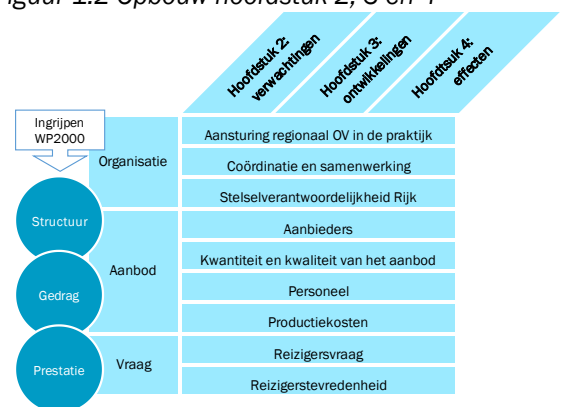 iguur 1.2 Opbouw hoofdstuk 2, 3 en 4
Hoofdstuk 2:
verwachtingen
Hoofdstuk 3:
ontwikkelingen
Hoofdtsuk 4:
effecten
Ingrijpen
WP2000
Organisatie
Aansturing regionaal OV in de praktijk
Coördinatie en samenwerking
Stelselverantwoordelijkheid Rijk
Structuur
Aanbod
Aanbieders
Kwantiteit en kwaliteit van het aanbod
Gedrag
Personeel
Productiekosten
Prestatie
Vraag
Reizigersvraag
Reizigerstevredenheid